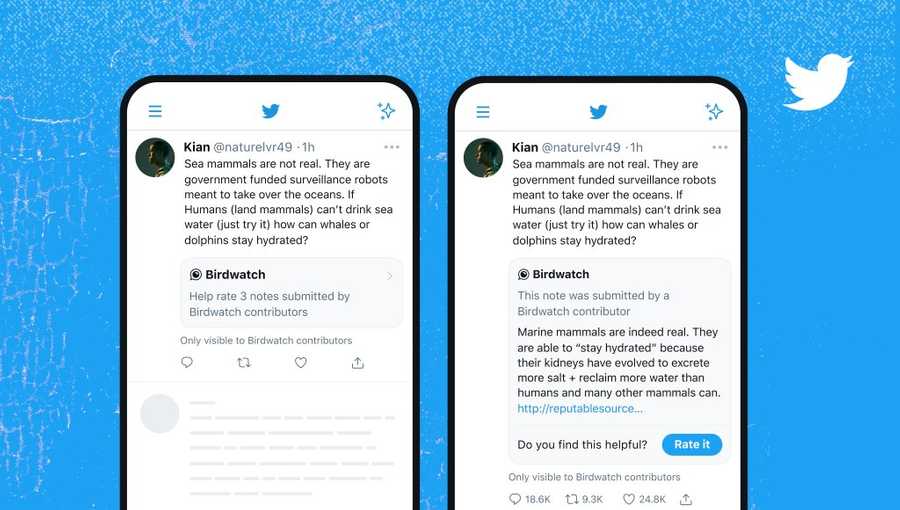 Kian @naturelvr49 · 1h
Sea mammals are not real. They are
government funded surveillance robots
meant to take over the oceans. If
Humans (land mammals) can't drink sea
water (just try it) how can whales or
dolphins stay hydrated?
Birdwatch
Help rate 3 notes submitted by
Birdwatch contributors
Only visible to Birdwatch contributors
Kian @naturelvr49 · 1h
Sea mammals are not real. They are
government funded surveillance robots
meant to take over the oceans. If
Humans (land mammals) can't drink sea
water (just try it) how can whales or
dolphins stay hydrated?
Birdwatch
This note was submitted by a
Birdwatch contributor
Marine mammals are indeed real. They
are able to “stay hydrated” because
their kidneys have evolved to excrete
more salt + reclaim more water than
humans and many other mammals can.
http://reputablesource...
Do you find this helpful? Rate it
Only visible to Birdwatch contributors
18.6K 9.3K 24.8K